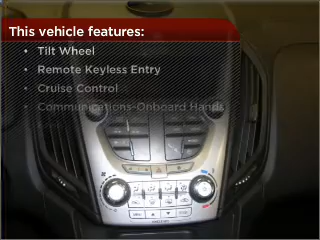 This vehicle features:
• Tilt Wheel
• Remote Keyless Entry
• Cruise Control
• Communications-Onboard Hands